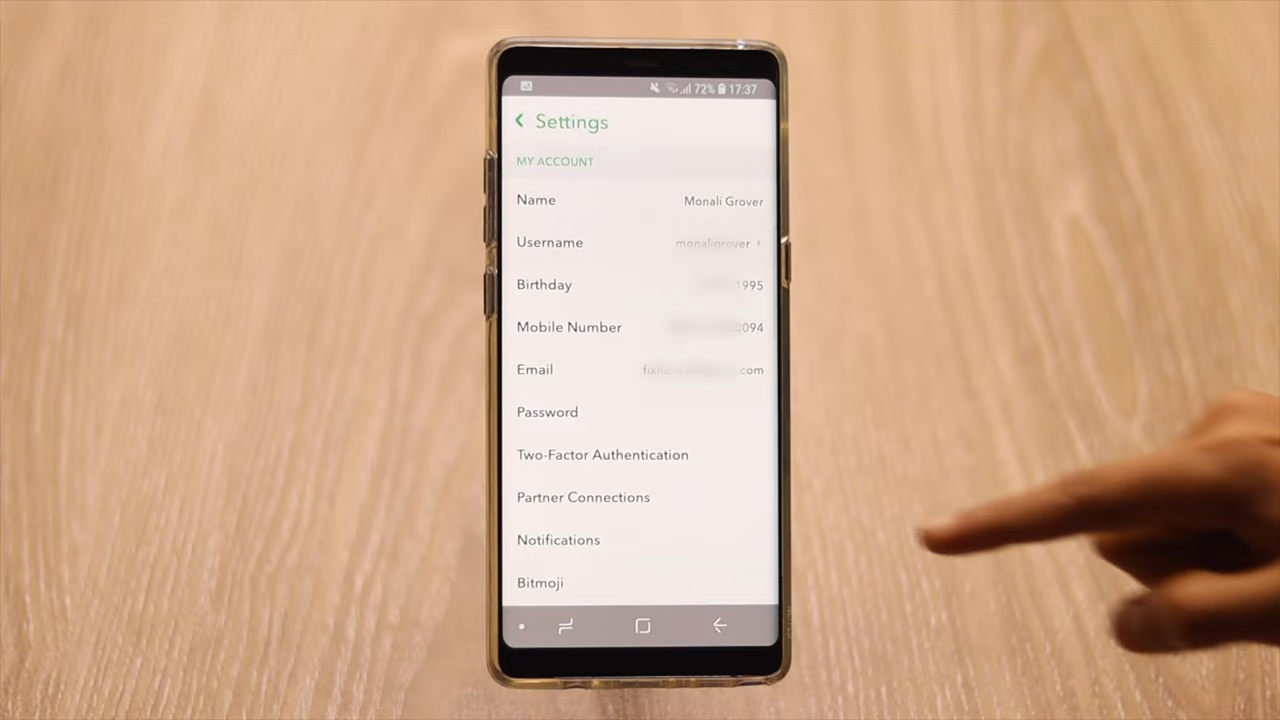 72% 17:37
Settings
MY ACCOUNT
Name Monali Grover
Username monaligrover
Birthday 1995
Mobile Number 0094
Email .com
Password
Two-Factor Authentication
Partner Connections
Notifications
Bitmoji